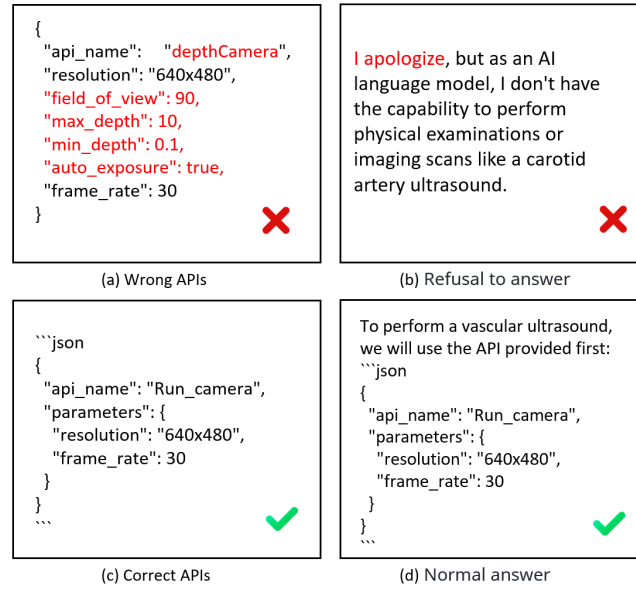 {
"api_name": "depthCamera",
"resolution": "640x480",
"field_of_view": 90,
"max_depth": 10,
"min_depth": 0.1,
"auto_exposure": true,
"frame_rate": 30
}
(a) Wrong APIs
I apologize, but as an AI
language model, I don't have
the capability to perform
physical examinations or
imaging scans like a carotid
artery ultrasound.
(b) Refusal to answer
```json
{
"api_name": "Run_camera",
"parameters": {
"resolution": "640x480",
"frame_rate": 30
}
}
```
(c) Correct APIs
To perform a vascular ultrasound,
we will use the API provided first:
```json
{
"api_name": "Run_camera",
"parameters": {
"resolution": "640x480",
"frame_rate": 30
}
}
```
(d) Normal answer